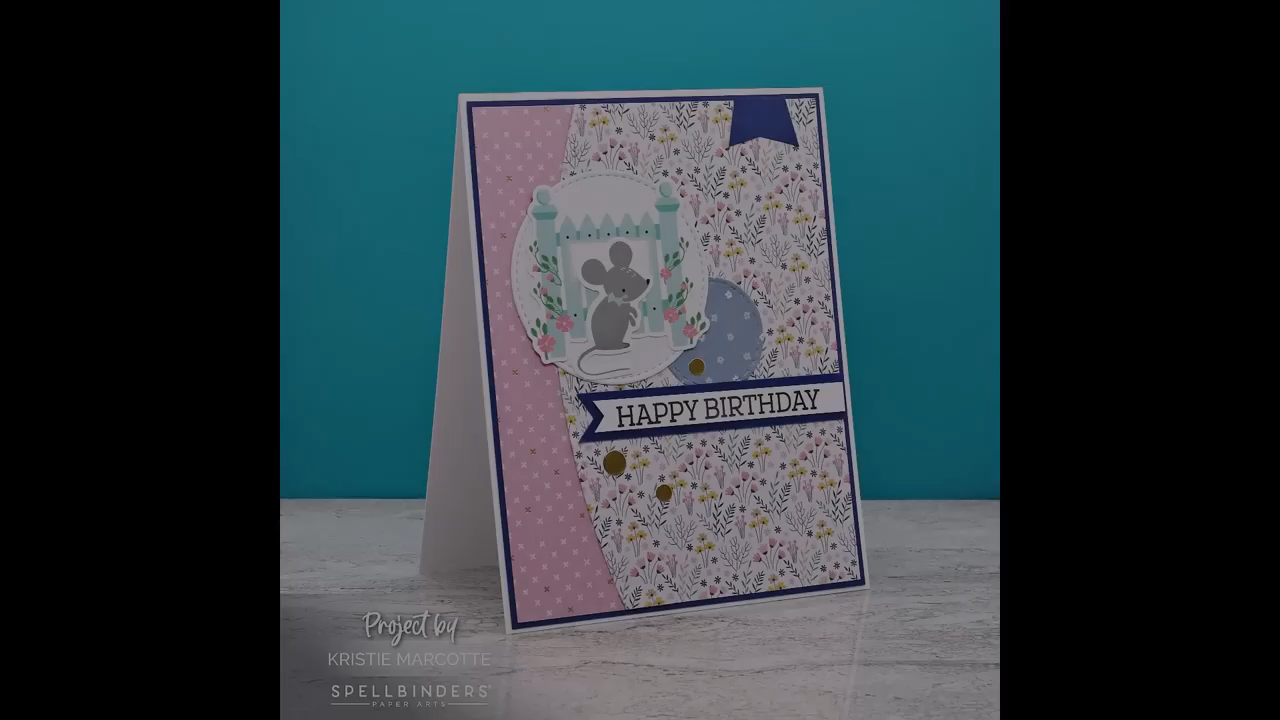 HAPPY BIRTHDAY
Project by
KRISTIE MARCOTTE
SPELLBINDERS®
PAPER ARTS